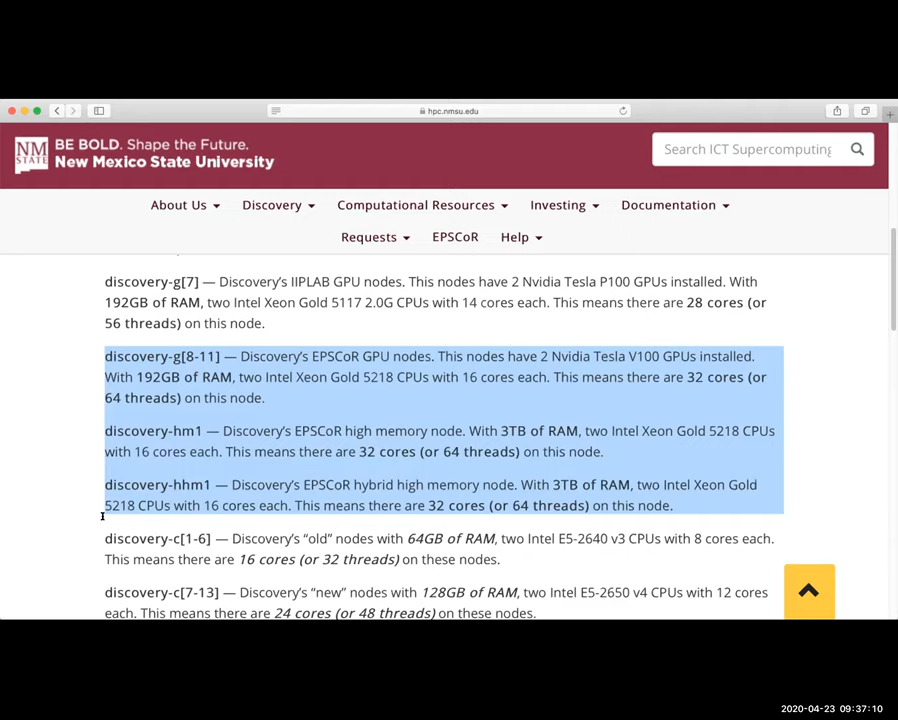 hpc.nmsu.edu
NM
STATE
BE BOLD. Shape the Future.
New Mexico State University
Search ICT Supercomputing
About Us
Discovery
Computational Resources
Investing
Documentation
Requests
EPSCoR
Help
discovery-g[7] — Discovery’s IIPLAB GPU nodes. This nodes have 2 Nvidia Tesla P100 GPUs installed. With
192GB of RAM, two Intel Xeon Gold 5117 2.0G CPUs with 14 cores each. This means there are 28 cores (or
56 threads) on this node.
discovery-g[8-11] — Discovery’s EPSCoR GPU nodes. This nodes have 2 Nvidia Tesla V100 GPUs installed.
With 192GB of RAM, two Intel Xeon Gold 5218 CPUs with 16 cores each. This means there are 32 cores (or
64 threads) on this node.
discovery-hm1 — Discovery’s EPSCoR high memory node. With 3TB of RAM, two Intel Xeon Gold 5218 CPUs
with 16 cores each. This means there are 32 cores (or 64 threads) on this node.
discovery-hhm1 — Discovery’s EPSCoR hybrid high memory node. With 3TB of RAM, two Intel Xeon Gold
5218 CPUs with 16 cores each. This means there are 32 cores (or 64 threads) on this node.
discovery-c[1-6] — Discovery’s “old” nodes with 64GB of RAM, two Intel E5-2640 v3 CPUs with 8 cores each.
This means there are 16 cores (or 32 threads) on these nodes.
discovery-c[7-13] — Discovery’s “new” nodes with 128GB of RAM, two Intel E5-2650 v4 CPUs with 12 cores
each. This means there are 24 cores (or 48 threads) on these nodes.
2020-04-23 09:37:10